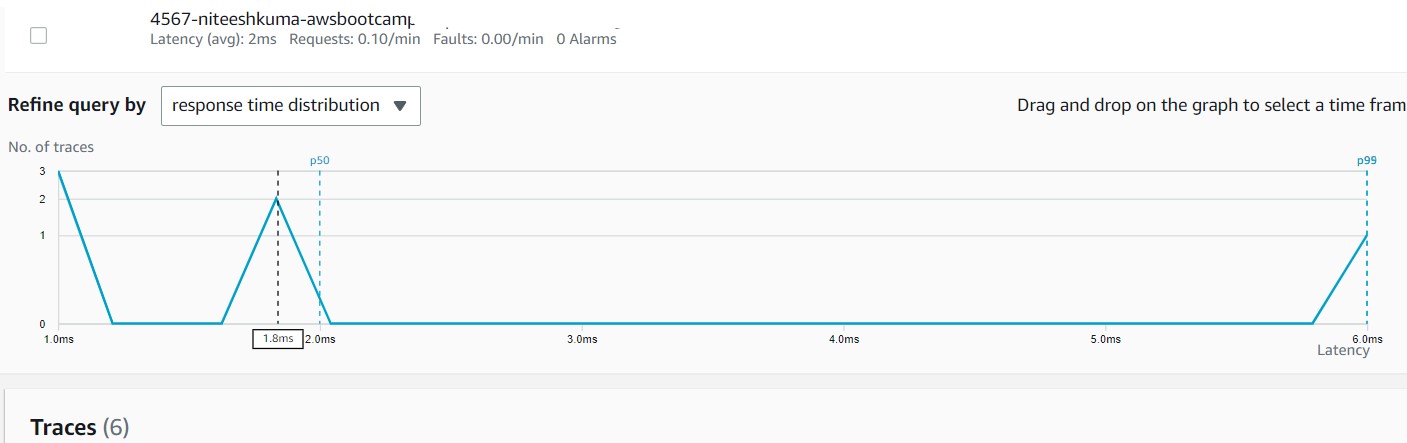 4567-niteeshkuma-awsbootcamp
Latency (avg): 2ms Requests: 0.10/min Faults: 0.00/min 0 Alarms
Refine query by response time distribution Drag and drop on the graph to select a time fram
No. of traces
p50 p99
3
2
1
0
1.0ms 1.8ms 2.0ms 3.0ms 4.0ms 5.0ms 6.0ms
Latency
Traces (6)